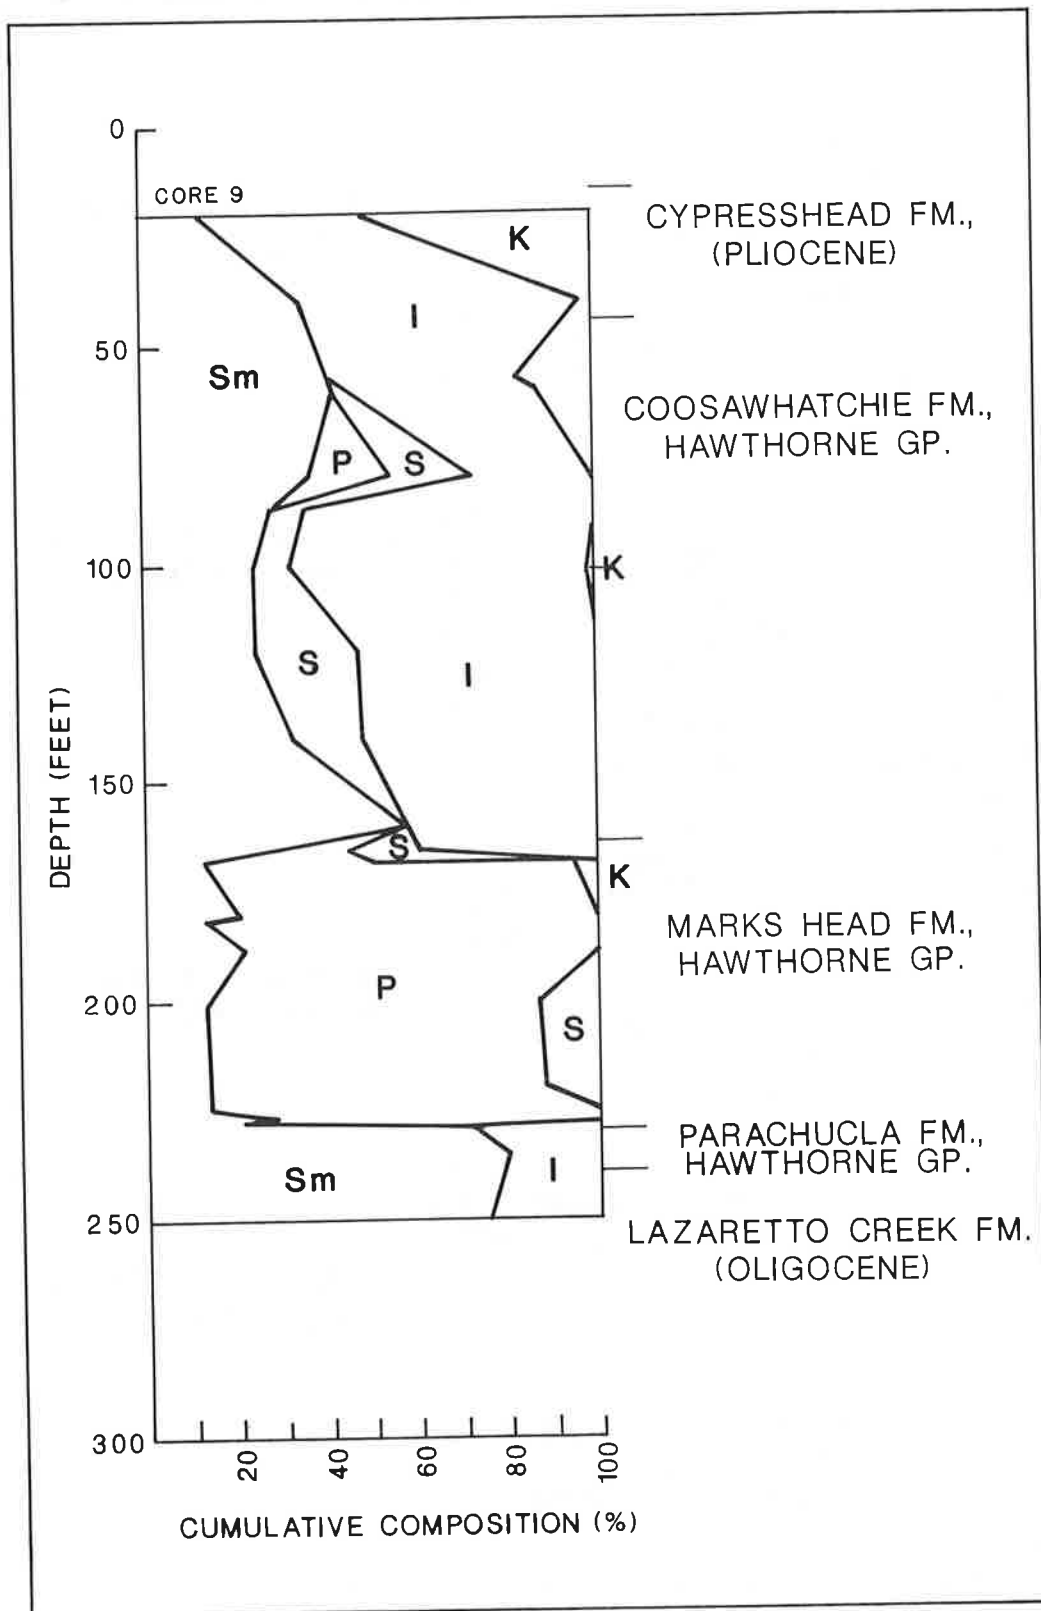 0
CORE 9
CYPRESSHEAD FM.,
(PLIOCENE)
K
I
50
Sm
COOSAWHATCHIE FM.,
HAWTHORNE GP.
P
S
100
K
S
I
DEPTH (FEET)
150
S
K
MARKS HEAD FM.,
HAWTHORNE GP.
P
200
S
PARACHUCLA FM.,
HAWTHORNE GP.
Sm
I
250
LAZARETTO CREEK FM.
(OLIGOCENE)
300
20
40
60
80
100
CUMULATIVE COMPOSITION (%)